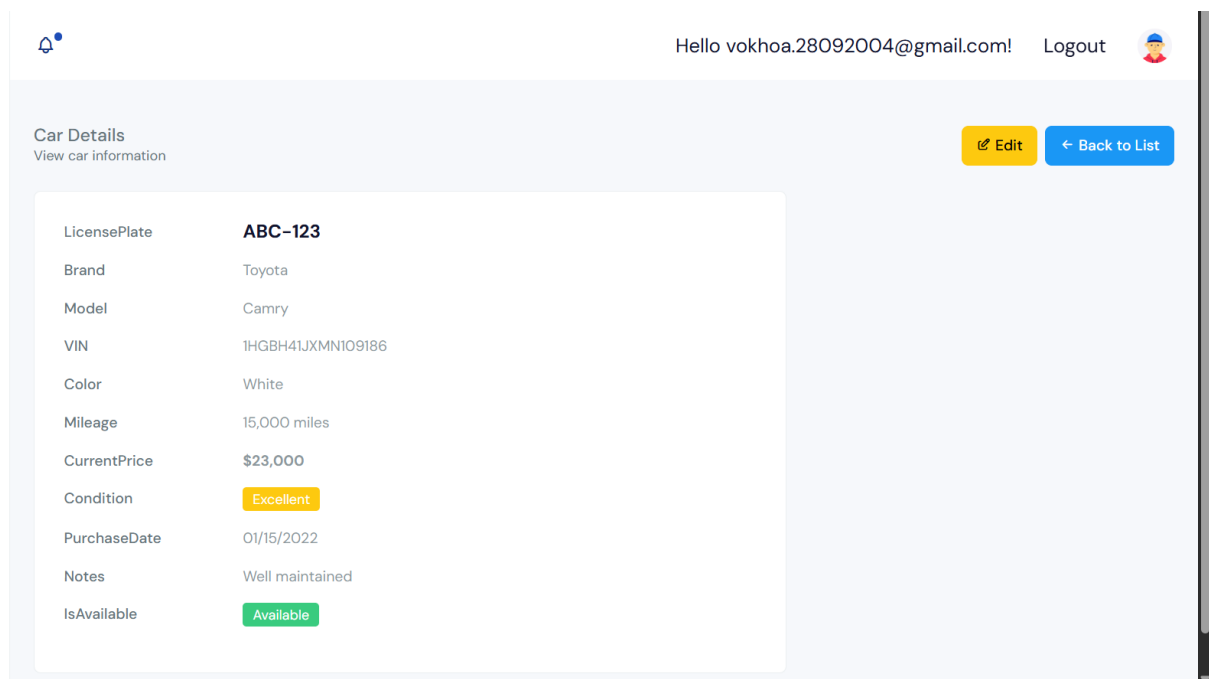 Hello vokhoa.28092004@gmail.com! Logout
Car Details
View car information
Edit
← Back to List
LicensePlate ABC-123
Brand Toyota
Model Camry
VIN 1HGBH41JXMN109186
Color White
Mileage 15,000 miles
CurrentPrice $23,000
Condition Excellent
PurchaseDate 01/15/2022
Notes Well maintained
IsAvailable Available